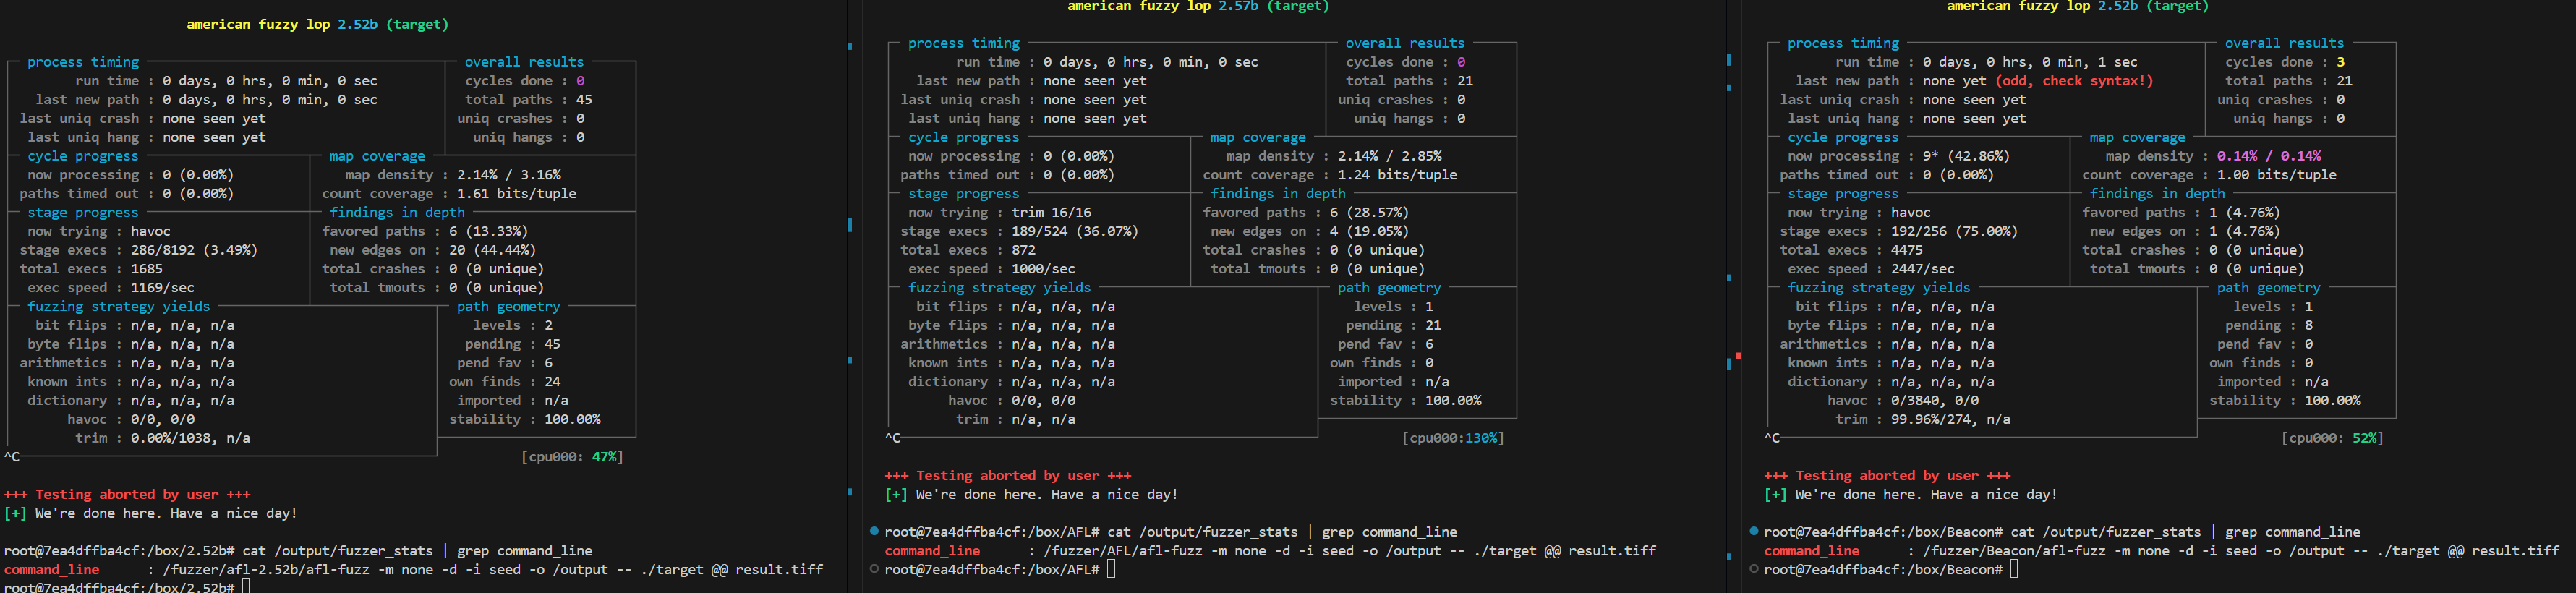 american fuzzy lop 2.52b (target)
process timing
overall results
run time : 0 days, 0 hrs, 0 min, 0 sec
cycles done : 0
last new path : 0 days, 0 hrs, 0 min, 0 sec
total paths : 45
last uniq crash : none seen yet
uniq crashes : 0
last uniq hang : none seen yet
uniq hangs : 0
cycle progress
map coverage
now processing : 0 (0.00%)
map density : 2.14% / 3.16%
paths timed out : 0 (0.00%)
count coverage : 1.61 bits/tuple
stage progress
findings in depth
now trying : havoc
favored paths : 6 (13.33%)
stage execs : 286/8192 (3.49%)
new edges on : 20 (44.44%)
total execs : 1685
total crashes : 0 (0 unique)
exec speed : 1169/sec
total tmouts : 0 (0 unique)
fuzzing strategy yields
path geometry
bit flips : n/a, n/a, n/a
levels : 2
byte flips : n/a, n/a, n/a
pending : 45
arithmetics : n/a, n/a, n/a
pend fav : 6
known ints : n/a, n/a, n/a
own finds : 24
dictionary : n/a, n/a, n/a
imported : n/a
havoc : 0/0, 0/0
stability : 100.00%
trim : 0.00%/1038, n/a
^C
[cpu000: 47%]
+++ Testing aborted by user +++
[+] We're done here. Have a nice day!
root@7ea4dffba4cf:/box/2.52b# cat /output/fuzzer_stats | grep command_line
command_line : /fuzzer/afl-2.52b/afl-fuzz -m none -d -i seed -o /output -- ./target @@ result.tiff
root@7ea4dffba4cf:/box/2.52b#
american fuzzy lop 2.57b (target)
process timing
overall results
run time : 0 days, 0 hrs, 0 min, 0 sec
cycles done : 0
last new path : none seen yet
total paths : 21
last uniq crash : none seen yet
uniq crashes : 0
last uniq hang : none seen yet
uniq hangs : 0
cycle progress
map coverage
now processing : 0 (0.00%)
map density : 2.14% / 2.85%
paths timed out : 0 (0.00%)
count coverage : 1.24 bits/tuple
stage progress
findings in depth
now trying : trim 16/16
favored paths : 6 (28.57%)
stage execs : 189/524 (36.07%)
new edges on : 4 (19.05%)
total execs : 872
total crashes : 0 (0 unique)
exec speed : 1000/sec
total tmouts : 0 (0 unique)
fuzzing strategy yields
path geometry
bit flips : n/a, n/a, n/a
levels : 1
byte flips : n/a, n/a, n/a
pending : 21
arithmetics : n/a, n/a, n/a
pend fav : 6
known ints : n/a, n/a, n/a
own finds : 0
dictionary : n/a, n/a, n/a
imported : n/a
havoc : 0/0, 0/0
stability : 100.00%
trim : n/a, n/a
^C
[cpu000:130%]
+++ Testing aborted by user +++
[+] We're done here. Have a nice day!
root@7ea4dffba4cf:/box/AFL# cat /output/fuzzer_stats | grep command_line
command_line : /fuzzer/AFL/afl-fuzz -m none -d -i seed -o /output -- ./target @@ result.tiff
root@7ea4dffba4cf:/box/AFL#
american fuzzy lop 2.52b (target)
process timing
overall results
run time : 0 days, 0 hrs, 0 min, 1 sec
cycles done : 3
last new path : none yet (odd, check syntax!)
total paths : 21
last uniq crash : none seen yet
uniq crashes : 0
last uniq hang : none seen yet
uniq hangs : 0
cycle progress
map coverage
now processing : 9* (42.86%)
map density : 0.14% / 0.14%
paths timed out : 0 (0.00%)
count coverage : 1.00 bits/tuple
stage progress
findings in depth
now trying : havoc
favored paths : 1 (4.76%)
stage execs : 192/256 (75.00%)
new edges on : 1 (4.76%)
total execs : 4475
total crashes : 0 (0 unique)
exec speed : 2447/sec
total tmouts : 0 (0 unique)
fuzzing strategy yields
path geometry
bit flips : n/a, n/a, n/a
levels : 1
byte flips : n/a, n/a, n/a
pending : 8
arithmetics : n/a, n/a, n/a
pend fav : 0
known ints : n/a, n/a, n/a
own finds : 0
dictionary : n/a, n/a, n/a
imported : n/a
havoc : 0/3840, 0/0
stability : 100.00%
trim : 99.96%/274, n/a
^C
[cpu000: 52%]
+++ Testing aborted by user +++
[+] We're done here. Have a nice day!
root@7ea4dffba4cf:/box/Beacon# cat /output/fuzzer_stats | grep command_line
command_line : /fuzzer/Beacon/afl-fuzz -m none -d -i seed -o /output -- ./target @@ result.tiff
root@7ea4dffba4cf:/box/Beacon#